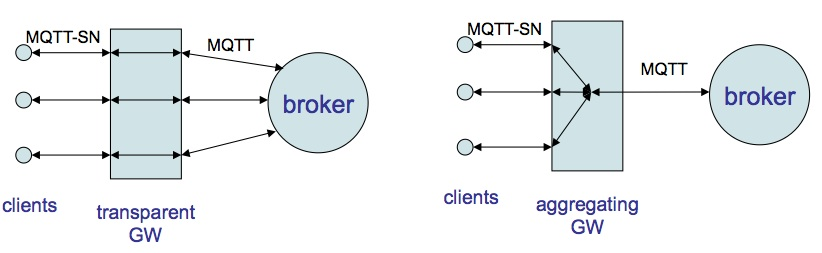 MQTT-SN
MQTT
broker
clients
transparent
GW
MQTT-SN
MQTT
broker
clients
aggregating
GW